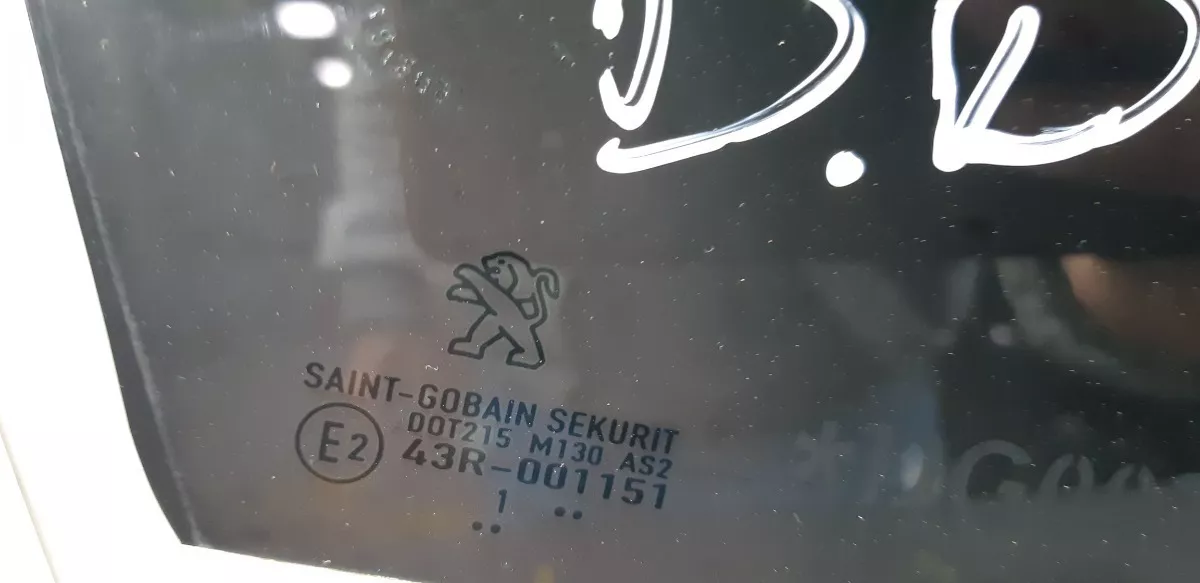 D.D
SAINT-GOBAIN SEKURIT
E2
DOT215 M130 AS2
43R-001151
1
.. ..